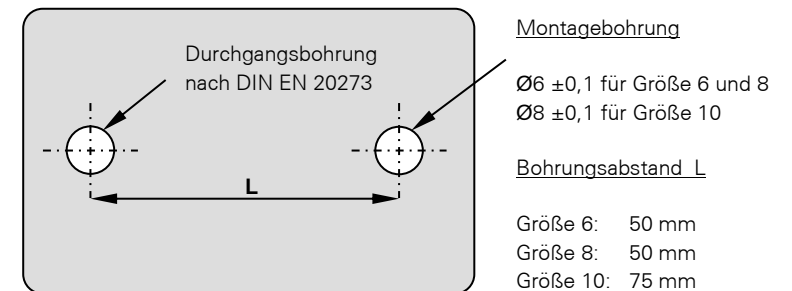 Durchgangsbohrung
nach DIN EN 20273
L
Montagebohrung
Ø6 ±0,1 für Größe 6 und 8
Ø8 ±0,1 für Größe 10
Bohrungsabstand L
Größe 6: 50 mm
Größe 8: 50 mm
Größe 10: 75 mm